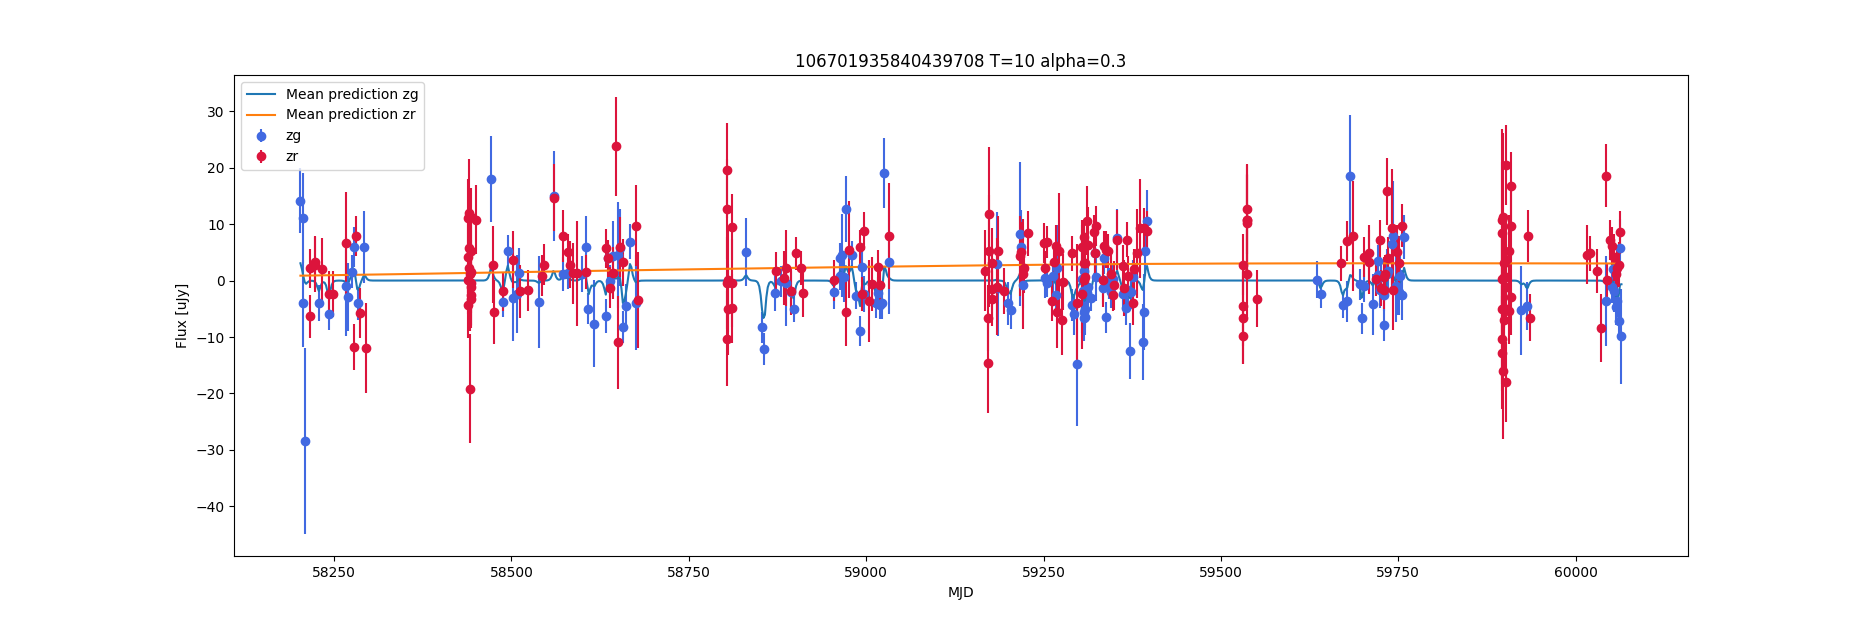 106701935840439708 T=10 alpha=0.3
Mean prediction zg
Mean prediction zr
zg
zr
Flux [uJy]
30
20
10
0
−10
−20
−30
−40
58250 58500 58750 59000 59250 59500 59750 60000
MJD